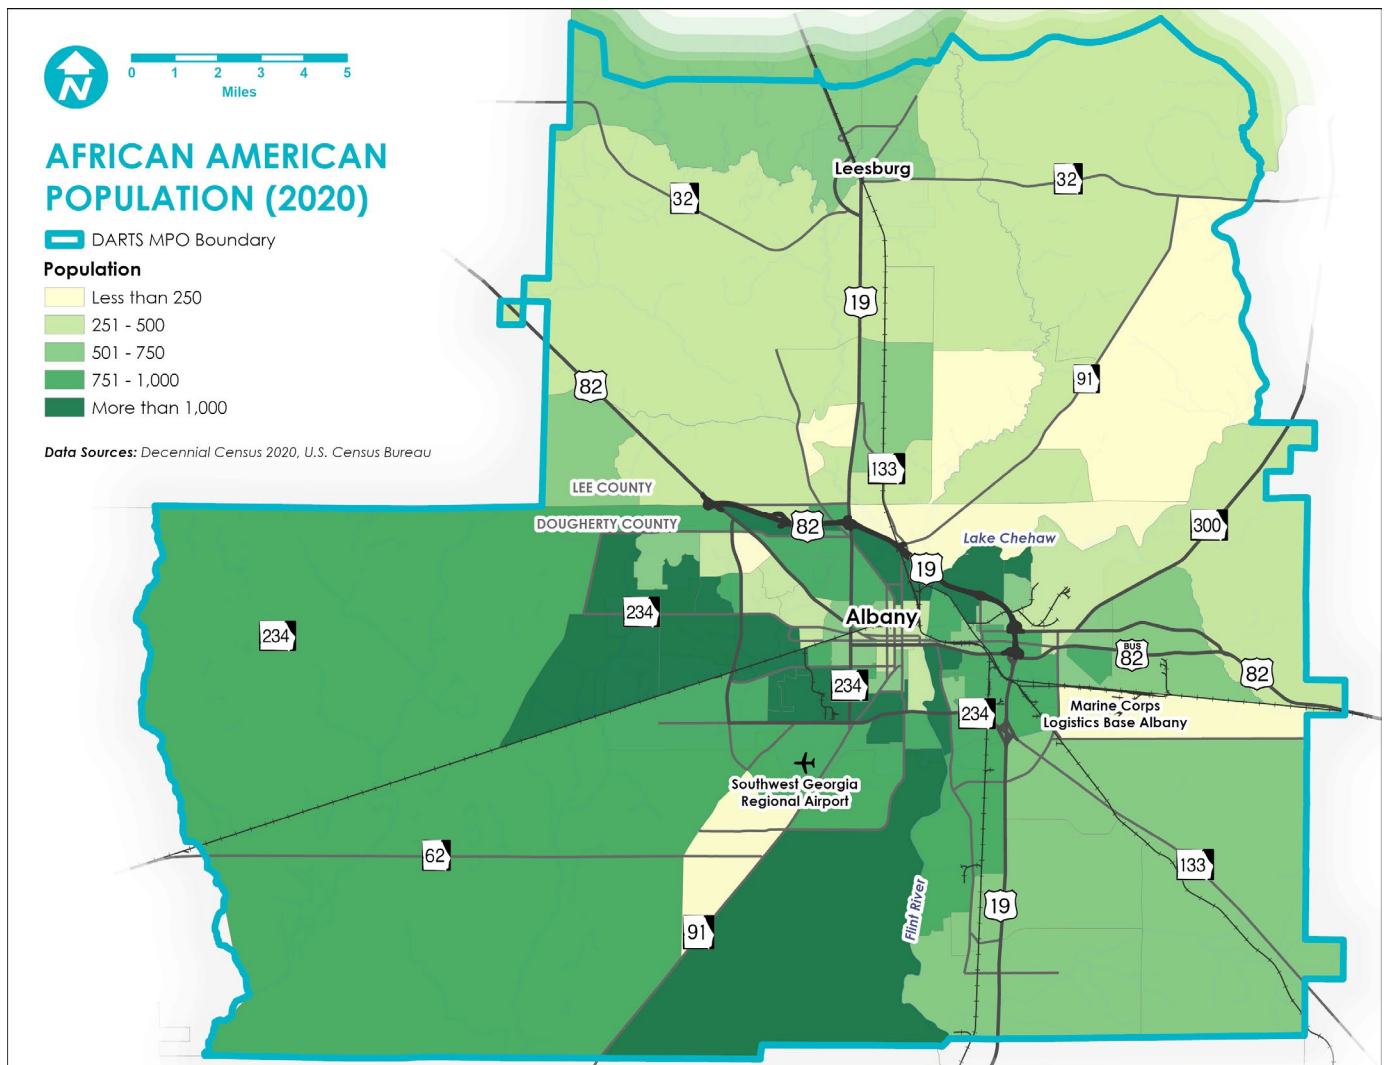 N
0 1 2 3 4 5
Miles
AFRICAN AMERICAN
POPULATION (2020)
DARTS MPO Boundary
Population
Less than 250
251 - 500
501 - 750
751 - 1,000
More than 1,000
Data Sources: Decennial Census 2020, U.S. Census Bureau
Leesburg
32
32
19
82
91
133
LEE COUNTY
DOUGHERTY COUNTY
82
300
Lake Chehaw
19
234
234
Albany
BUS
82
82
234
234
Marine Corps
Logistics Base Albany
Southwest Georgia
Regional Airport
62
133
Flint River
19
91